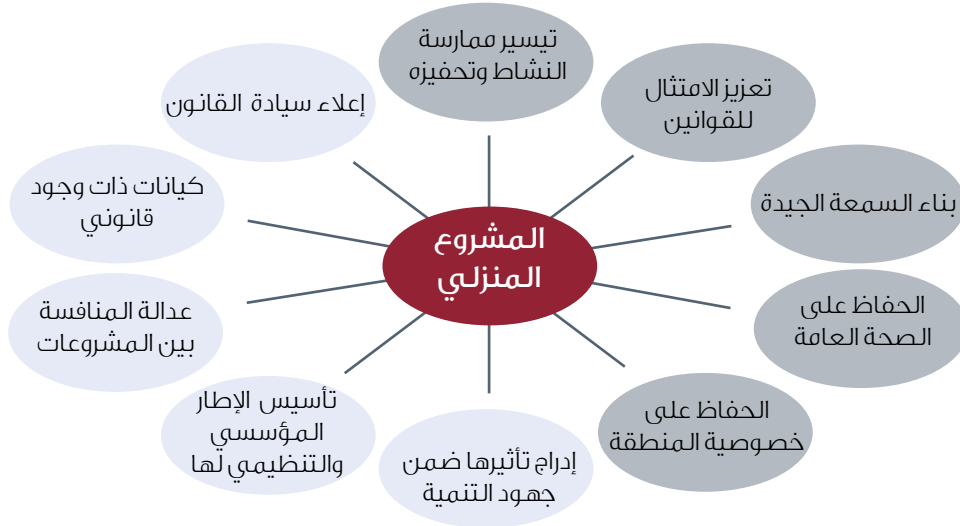 المشروع
المنزلي
تيسير ممارسة
النشاط وتحفيزه
تعزيز الامتثال
للقوانين
بناء السمعة الجيدة
الحفاظ على
الصحة العامة
الحفاظ على
خصوصية المنطقة
إدراج تأثيرها ضمن
جهود التنمية
تأسيس الإطار
المؤسسي
والتنظيمي لها
عدالة المنافسة
بين المشروعات
كيانات ذات وجود
قانوني
إعلاء سيادة القانون